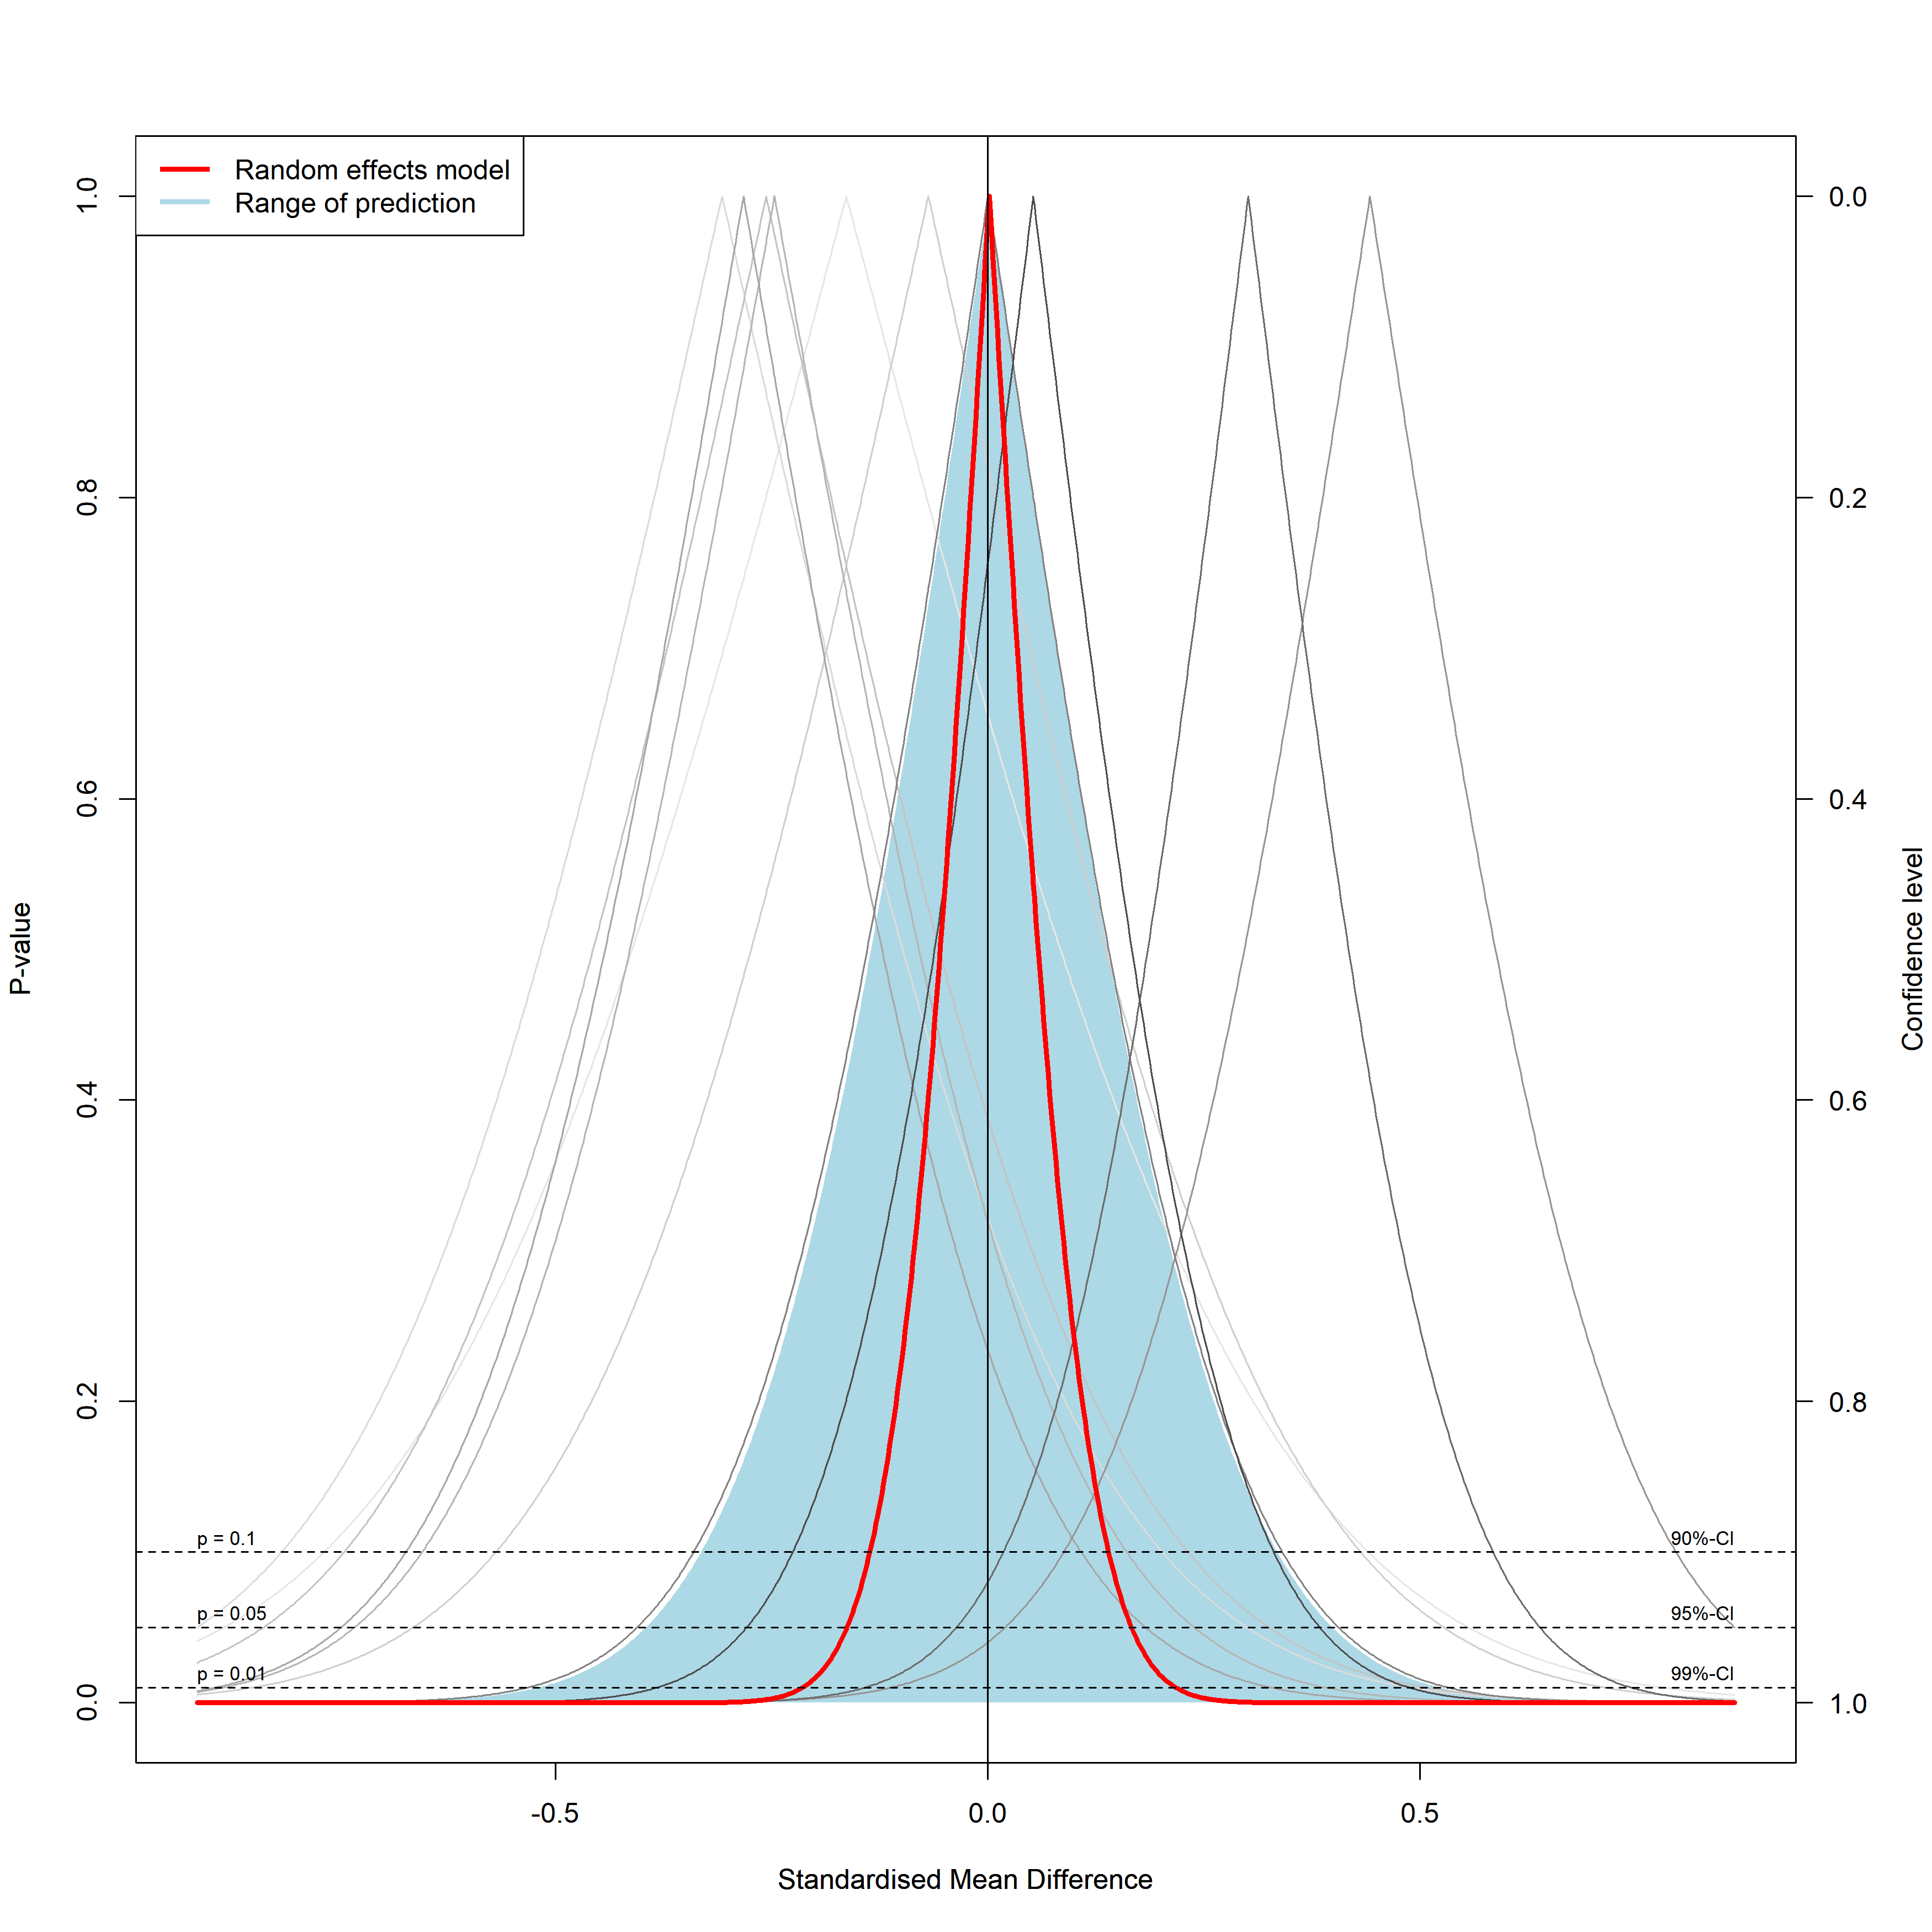 Random effects model
Range of prediction
1.0
0.8
0.6
0.4
0.2
0.0
P-value
0.0
0.2
0.4
0.6
0.8
1.0
Confidence level
p = 0.1
90%-CI
p = 0.05
95%-CI
p = 0.01
99%-CI
-0.5
0.0
0.5
Standardised Mean Difference